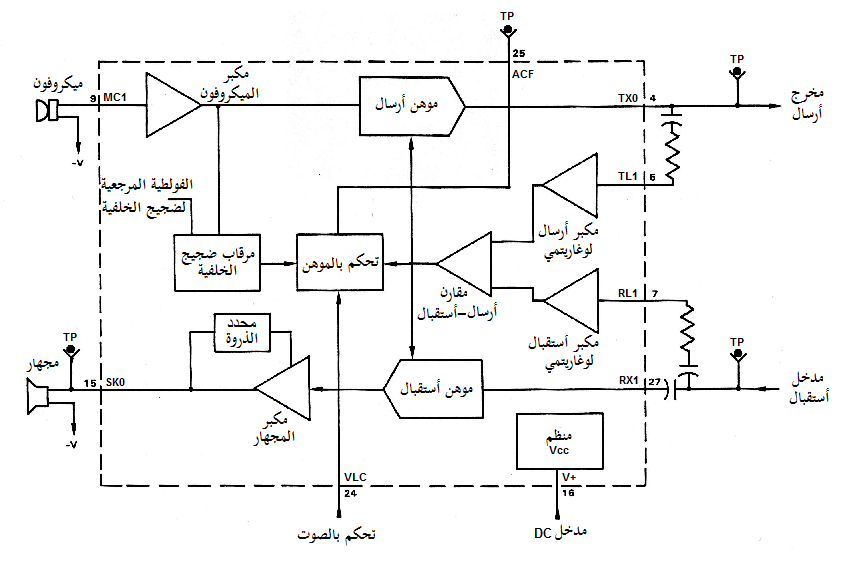 TP
25
ACF
TP
ميكروفون
9
MC1
مكبر
الميكروفون
موهن أرسال
TX0
4
مخرج
أرسال
-V
الفولطية المرجعية
لضجيج الخلفية
TL1
6
مكبر أرسال
لوغاريتمي
مرقاب ضجيج
الخلفية
تحكم بالموهن
مقارن
أرسال-أستقبال
RL1
7
مكبر أستقبال
لوغاريتمي
محدد
الذروة
TP
مجهار
15
SK0
مكبر
المجهار
موهن أستقبال
RX1
27
TP
مدخل
أستقبال
-V
منظم
Vcc
VLC
24
V+
16
تحكم بالصوت
مدخل DC